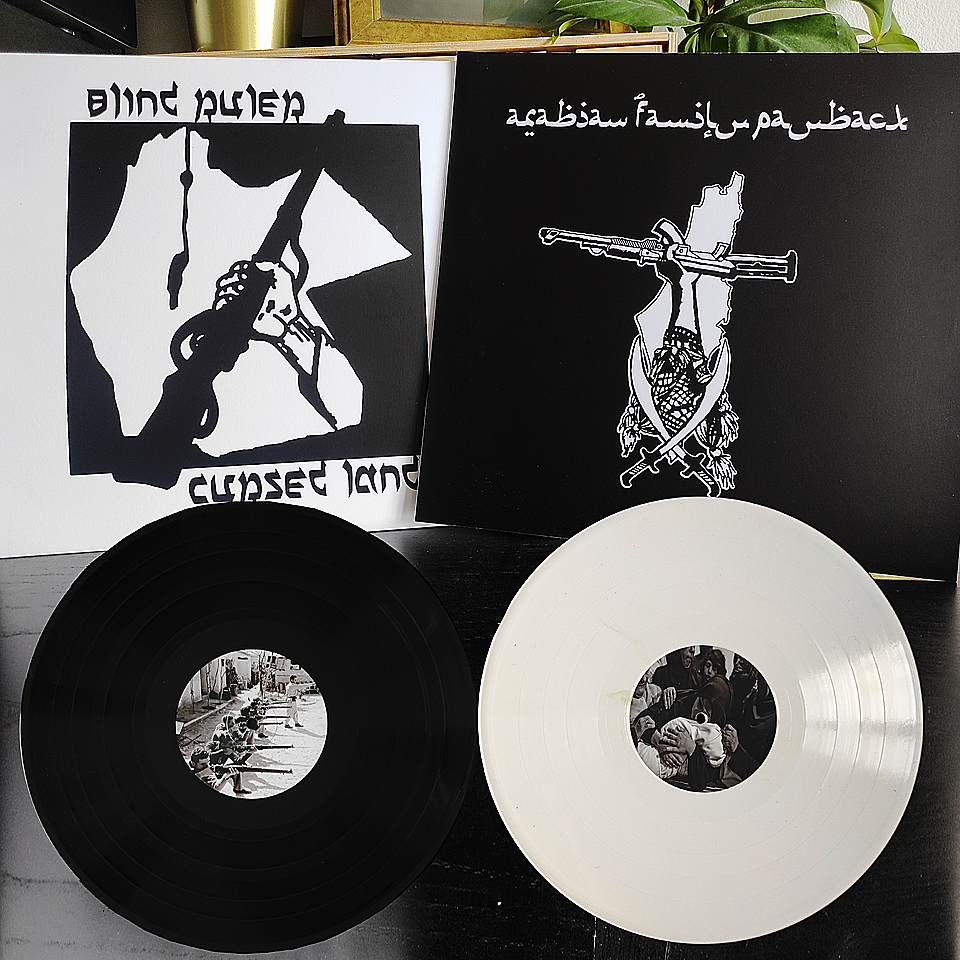 Blind Ruler
cursed land
arabian family payback